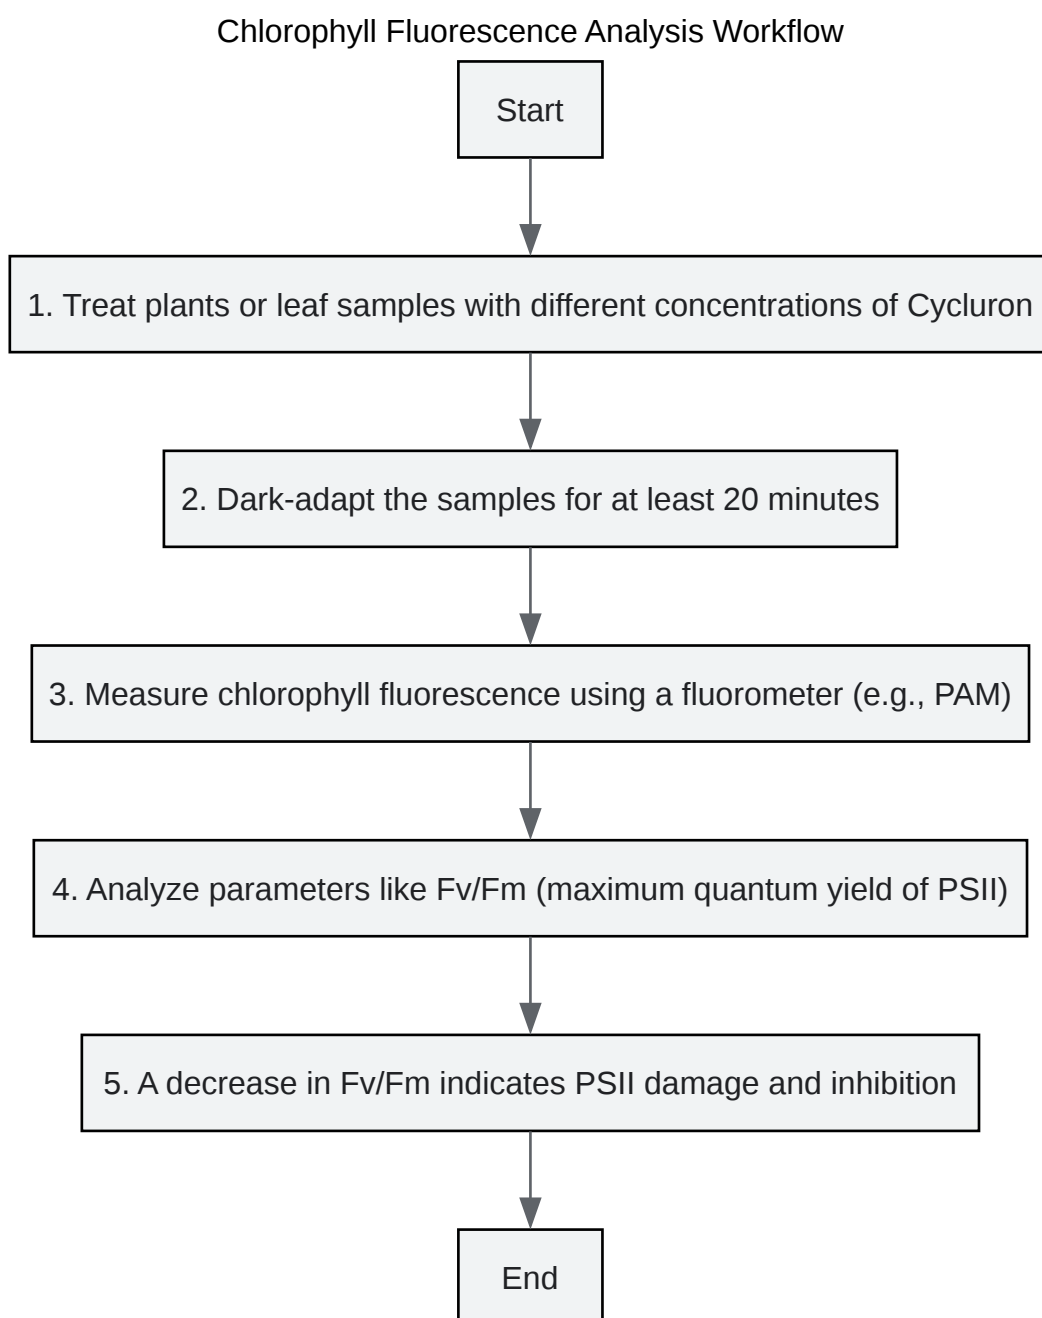 Chlorophyll Fluorescence Analysis Workflow
Start
1. Treat plants or leaf samples with different concentrations of Cycluron
2. Dark-adapt the samples for at least 20 minutes
3. Measure chlorophyll fluorescence using a fluorometer (e.g., PAM)
4. Analyze parameters like Fv/Fm (maximum quantum yield of PSII)
5. A decrease in Fv/Fm indicates PSII damage and inhibition
End